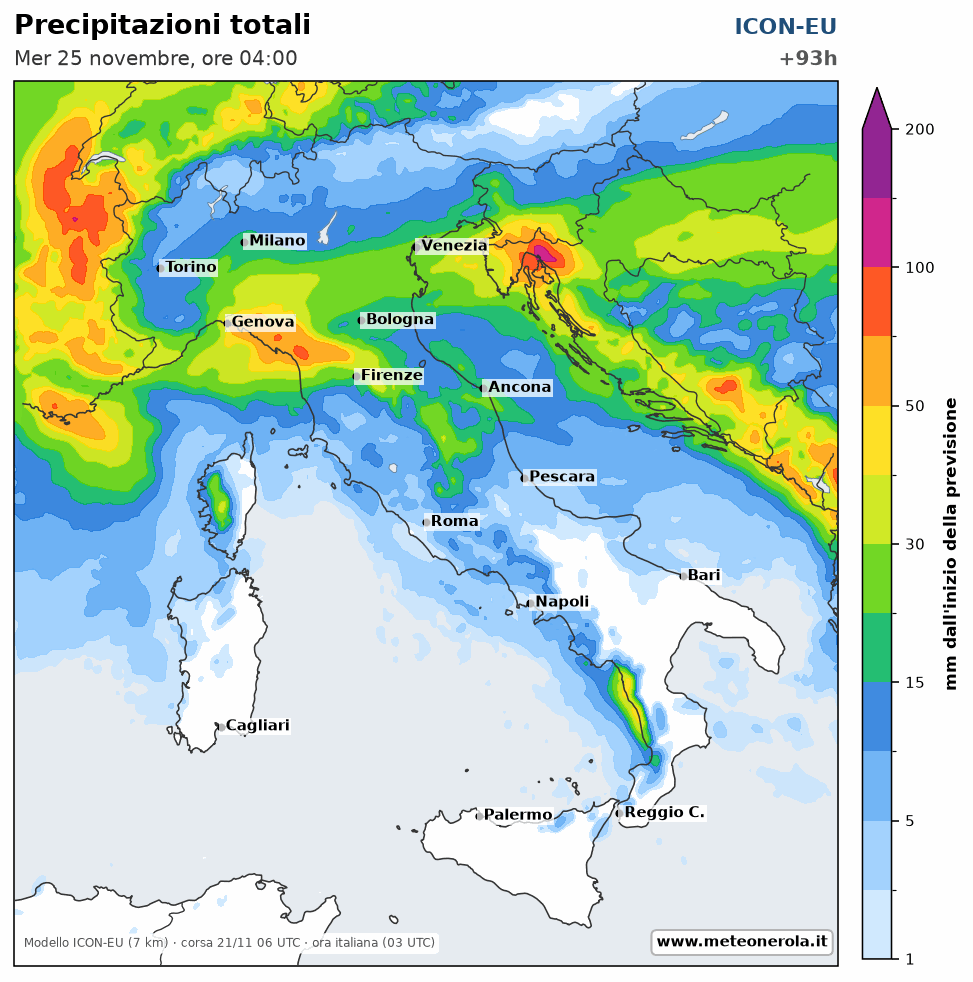 Precipitazioni totali
ICON-EU
Mer 25 novembre, ore 04:00
+93h
200
100
50
30
15
5
1
mm dall'inizio della previsione
Milano
Venezia
Torino
Genova
Bologna
Firenze
Ancona
Pescara
Roma
Bari
Napoli
Cagliari
Palermo
Reggio C.
Modello ICON-EU (7 km) · corsa 21/11 06 UTC · ora italiana (03 UTC)
www.meteonerola.it